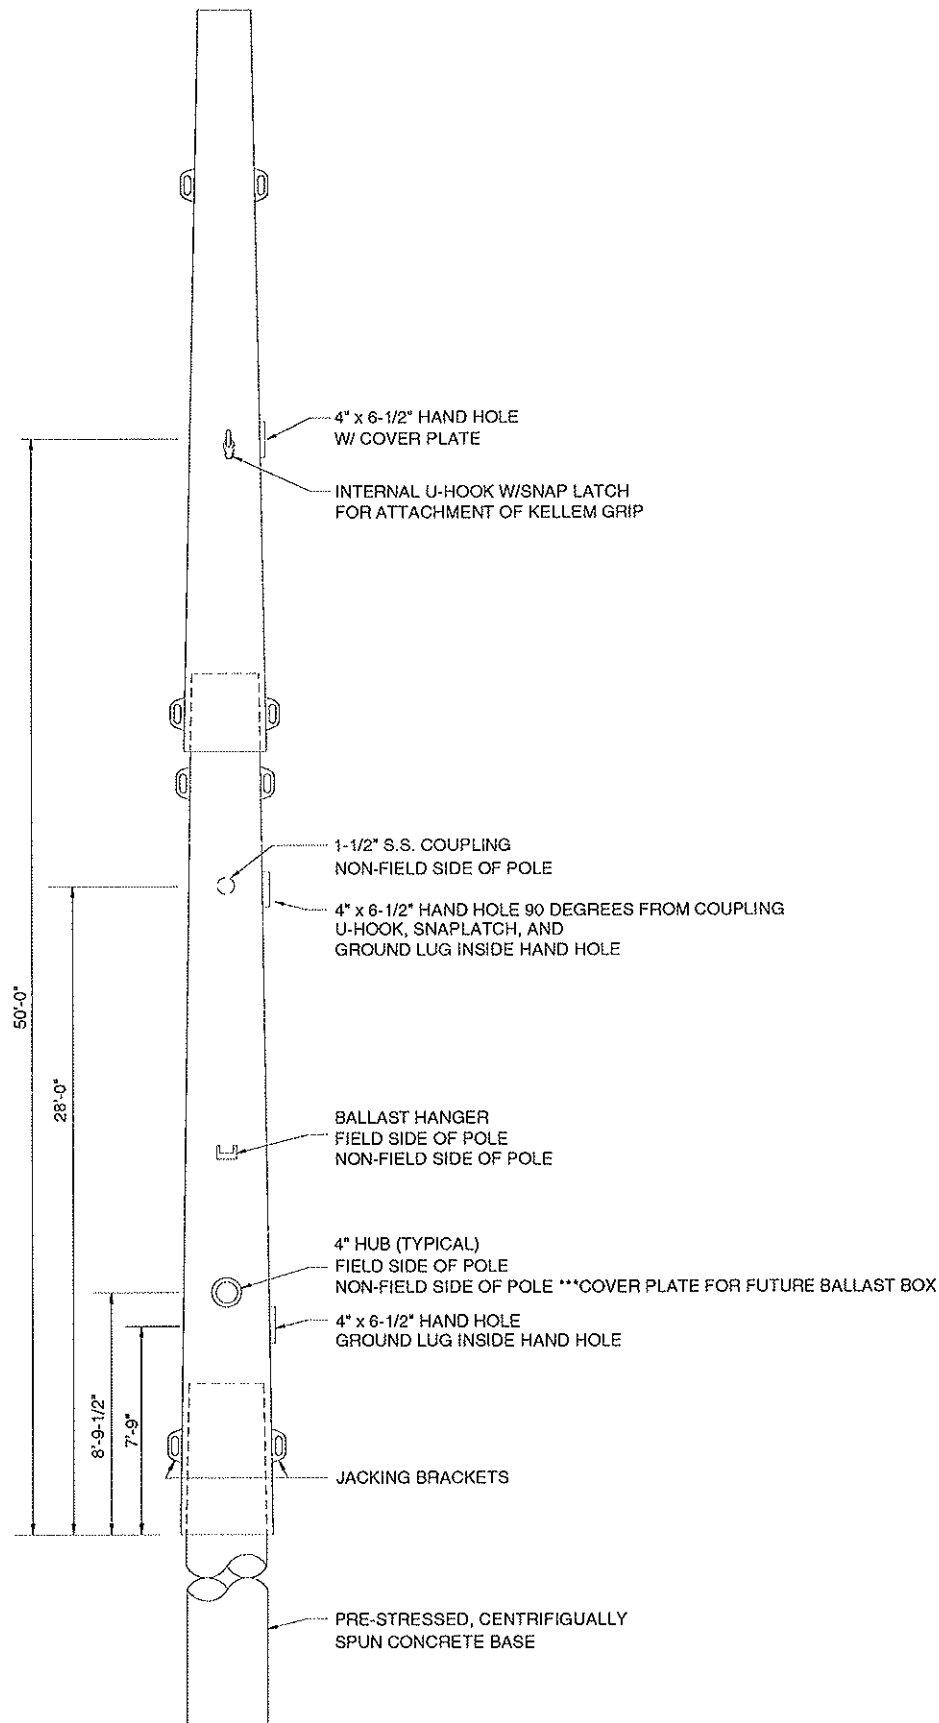 4" x 6-1/2" HAND HOLE
W/ COVER PLATE
INTERNAL U-HOOK W/SNAP LATCH
FOR ATTACHMENT OF KELLEM GRIP
1-1/2" S.S. COUPLING
NON-FIELD SIDE OF POLE
4" x 6-1/2" HAND HOLE 90 DEGREES FROM COUPLING
U-HOOK, SNAPLATCH, AND
GROUND LUG INSIDE HAND HOLE
50'-0"
28'-0"
BALLAST HANGER
FIELD SIDE OF POLE
NON-FIELD SIDE OF POLE
4" HUB (TYPICAL)
FIELD SIDE OF POLE
NON-FIELD SIDE OF POLE ***COVER PLATE FOR FUTURE BALLAST BOX
4" x 6-1/2" HAND HOLE
GROUND LUG INSIDE HAND HOLE
8'-9-1/2"
7'-9"
JACKING BRACKETS
PRE-STRESSED, CENTRIFIGUALLY
SPUN CONCRETE BASE